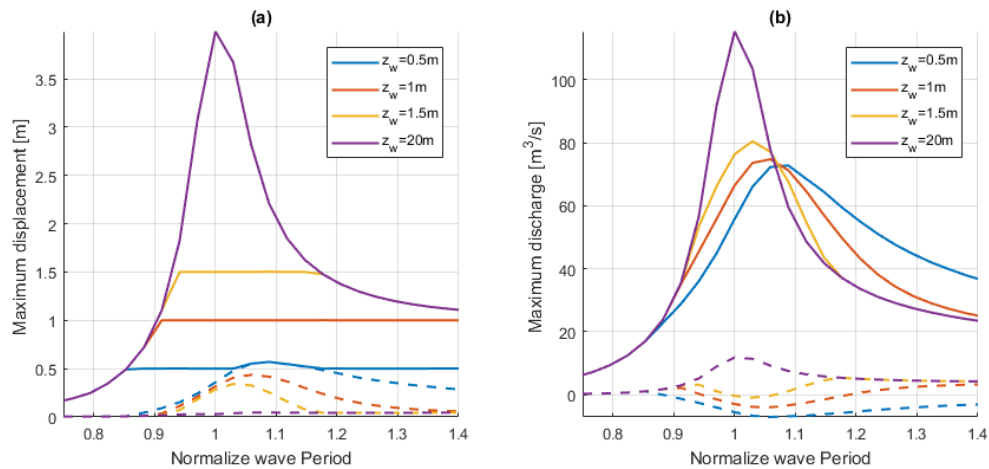 (a)
Maximum displacement [m]
3.5
3
2.5
2
1.5
1
0.5
0
z_w=0.5m
z_w=1m
z_w=1.5m
z_w=20m
0.8 0.9 1 1.1 1.2 1.3 1.4
Normalize wave Period
(b)
Maximum discharge [m³/s]
100
80
60
40
20
0
z_w=0.5m
z_w=1m
z_w=1.5m
z_w=20m
0.8 0.9 1 1.1 1.2 1.3 1.4
Normalize wave Period